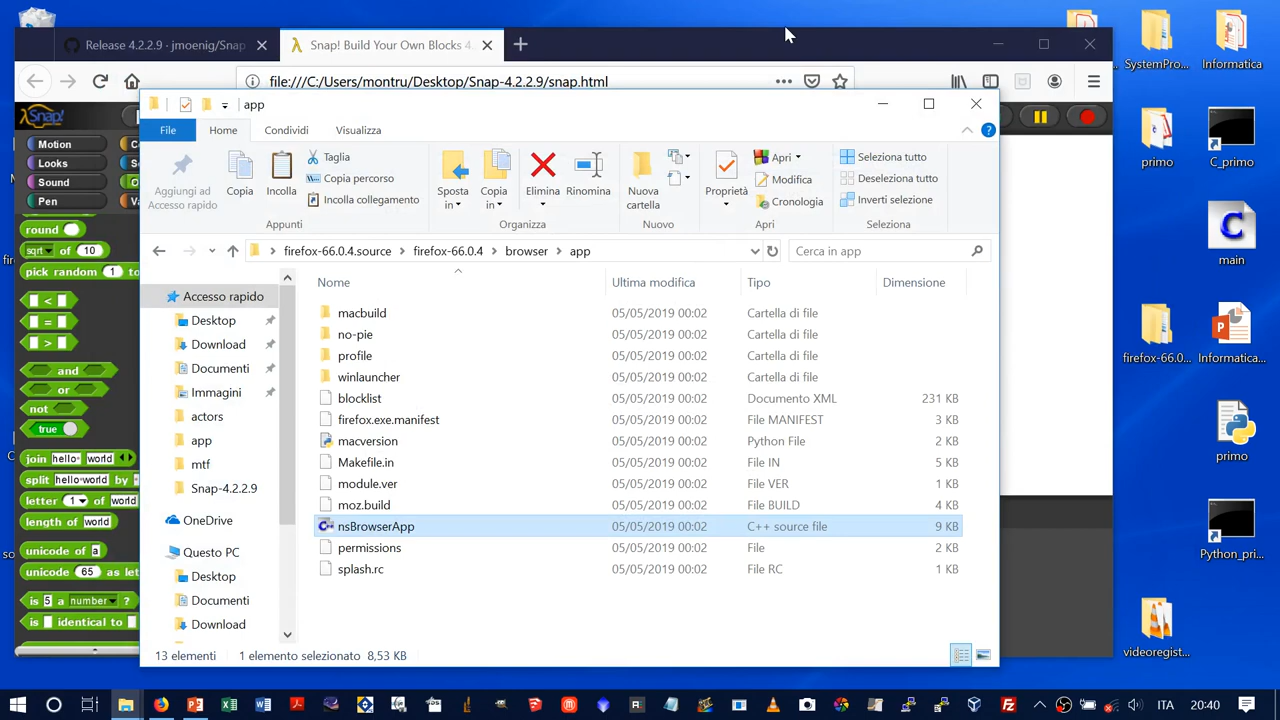 Release 4.2.2.9 · jmoenig/Snap
Snap! Build Your Own Blocks 4.
file:///C:/Users/montru/Desktop/Snap-4.2.2.9/snap.html
app
File
Home
Condividi
Visualizza
Aggiungi ad
Accesso rapido
Copia
Incolla
Taglia
Copia percorso
Incolla collegamento
Appunti
Sposta
in
Copia
in
Elimina
Rinomina
Organizza
Nuova
cartella
Nuovo
Proprietà
Apri
Modifica
Cronologia
Apri
Seleziona tutto
Deseleziona tutto
Inverti selezione
Seleziona
firefox-66.0.4.source
firefox-66.0.4
browser
app
Cerca in app
Nome
Ultima modifica
Tipo
Dimensione
macbuild 05/05/2019 00:02 Cartella di file
no-pie 05/05/2019 00:02 Cartella di file
profile 05/05/2019 00:02 Cartella di file
winlauncher 05/05/2019 00:02 Cartella di file
blocklist 05/05/2019 00:02 Documento XML 231 KB
firefox.exe.manifest 05/05/2019 00:02 File MANIFEST 3 KB
macversion 05/05/2019 00:02 Python File 2 KB
Makefile.in 05/05/2019 00:02 File IN 5 KB
module.ver 05/05/2019 00:02 File VER 1 KB
moz.build 05/05/2019 00:02 File BUILD 4 KB
nsBrowserApp 05/05/2019 00:02 C++ source file 9 KB
permissions 05/05/2019 00:02 File 2 KB
splash.rc 05/05/2019 00:02 File RC 1 KB
Accesso rapido
Desktop
Download
Documenti
Immagini
actors
app
mtf
Snap-4.2.2.9
OneDrive
Questo PC
Desktop
Documenti
Download
13 elementi
1 elemento selezionato 8,53 KB
Snap!
Motion
Looks
Sound
Pen
round
sqrt of 10
pick random 1 to
<
=
>
and
or
not
true
join hello world
split hello world by
letter 1 of world
length of world
unicode of a
unicode 65 as letter
is 5 a number ?
is identical to
SystemPro...
Informatica
primo
C_primo
main
firefox-66.0...
Informatica...
primo
Python_pri...
videoregist...
ITA
20:40